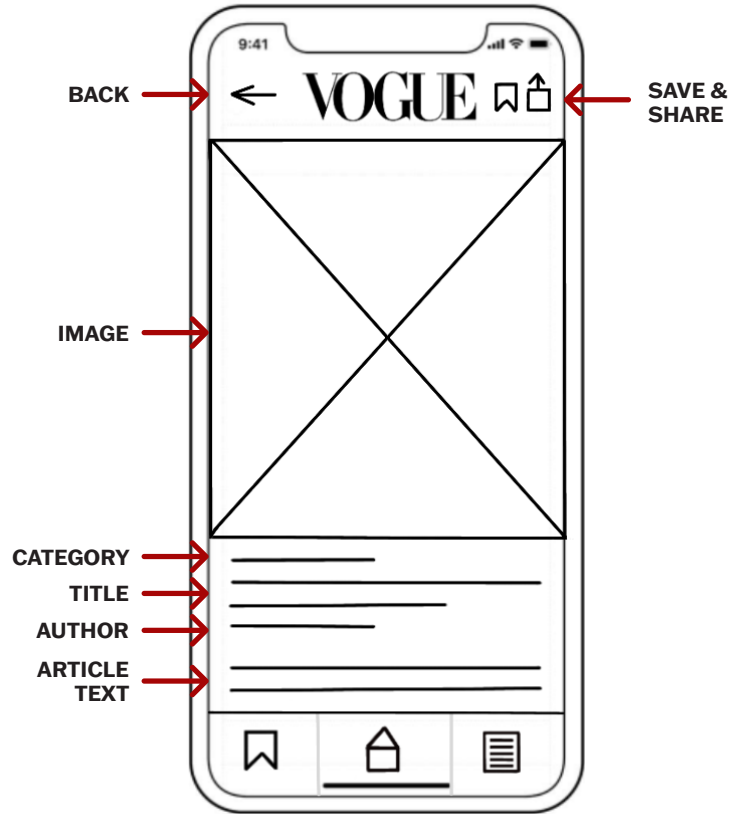 9:41
BACK
VOGUE
SAVE &
SHARE
IMAGE
CATEGORY
TITLE
AUTHOR
ARTICLE
TEXT